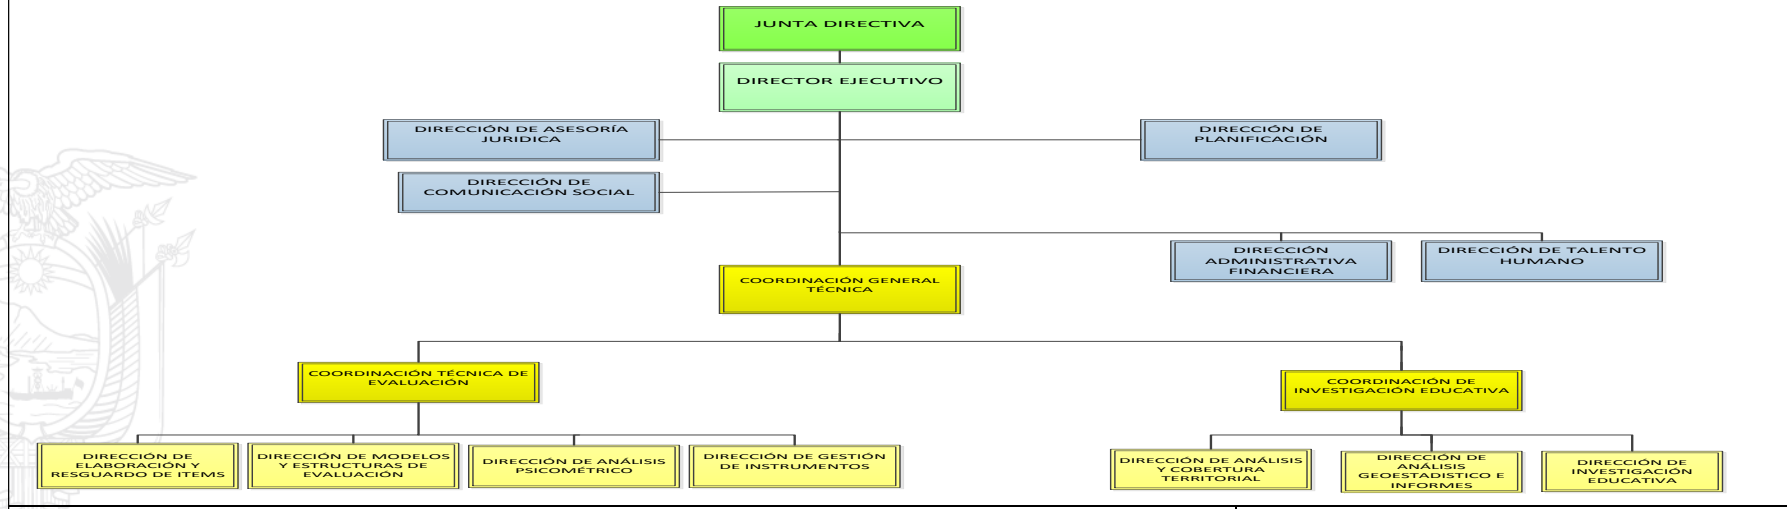 JUNTA DIRECTIVA
DIRECTOR EJECUTIVO
DIRECCIÓN DE ASESORÍA
JURIDICA
DIRECCIÓN DE
PLANIFICACIÓN
DIRECCIÓN DE
COMUNICACIÓN SOCIAL
DIRECCIÓN
ADMINISTRATIVA
FINANCIERA
DIRECCIÓN DE TALENTO
HUMANO
COORDINACIÓN GENERAL
TÉCNICA
COORDINACIÓN TÉCNICA DE
EVALUACIÓN
COORDINACIÓN DE
INVESTIGACIÓN EDUCATIVA
DIRECCIÓN DE
ELABORACIÓN Y
RESGUARDO DE ITEMS
DIRECCIÓN DE MODELOS
Y ESTRUCTURAS DE
EVALUACIÓN
DIRECCIÓN DE ANÁLISIS
PSICOMÉTRICO
DIRECCIÓN DE GESTIÓN
DE INSTRUMENTOS
DIRECCIÓN DE ANÁLISIS
Y COBERTURA
TERRITORIAL
DIRECCIÓN DE
ANÁLISIS
GEOESTADISTICO E
INFORMES
DIRECCIÓN DE
INVESTIGACIÓN
EDUCATIVA